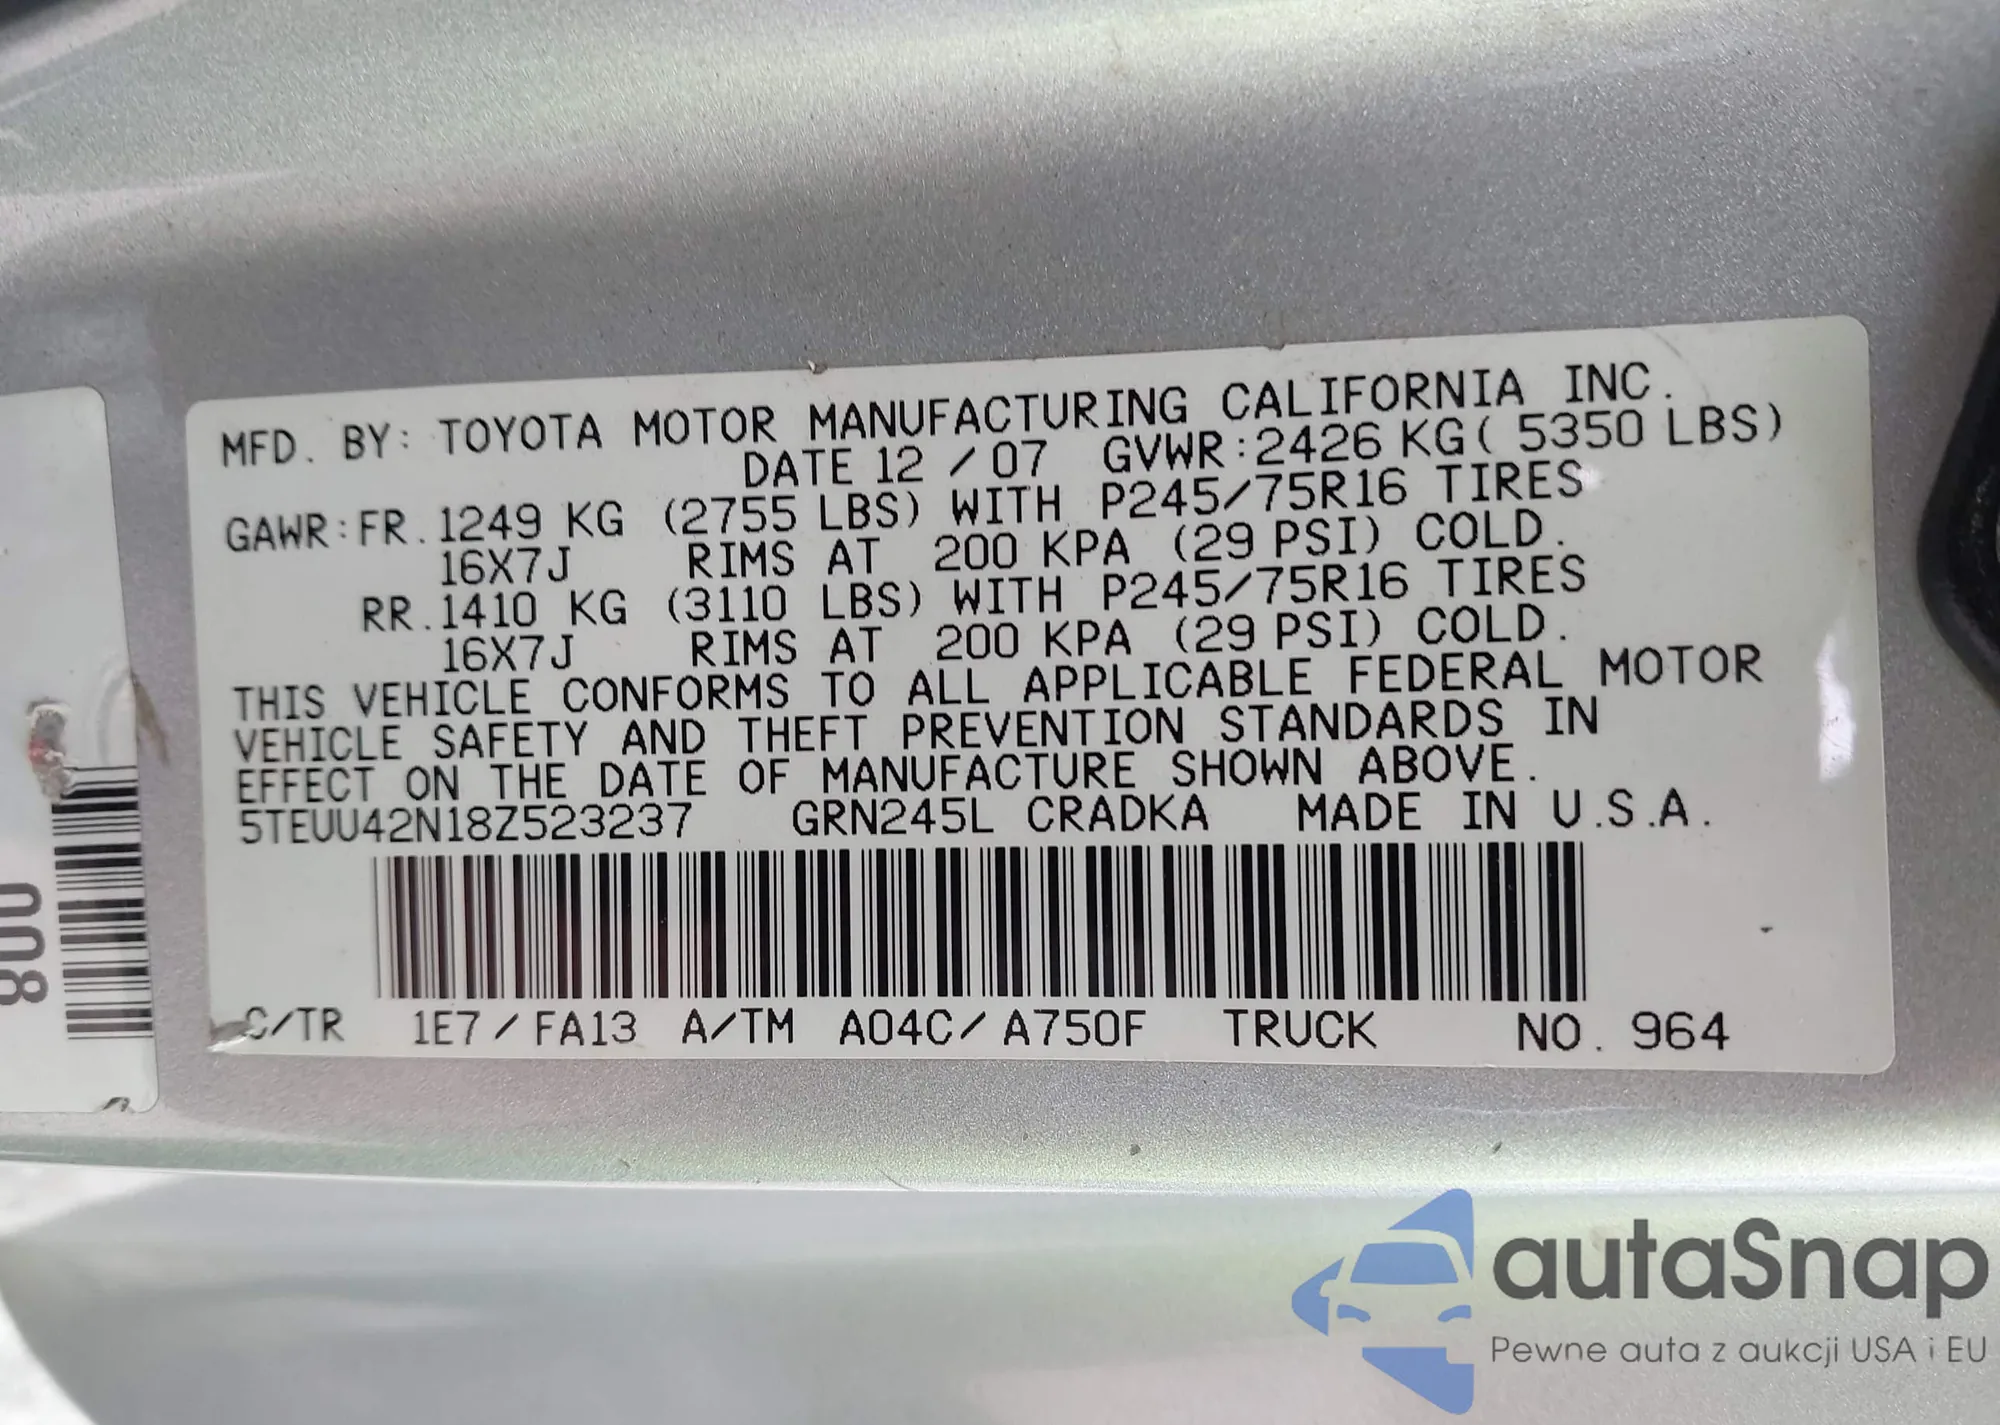 MFD. BY: TOYOTA MOTOR MANUFACTURING CALIFORNIA INC.
DATE 12 / 07 GVWR:2426 KG( 5350 LBS)
GAWR:FR.1249 KG (2755 LBS) WITH P245/75R16 TIRES
16X7J RIMS AT 200 KPA (29 PSI) COLD.
RR.1410 KG (3110 LBS) WITH P245/75R16 TIRES
16X7J RIMS AT 200 KPA (29 PSI) COLD.
THIS VEHICLE CONFORMS TO ALL APPLICABLE FEDERAL MOTOR
VEHICLE SAFETY AND THEFT PREVENTION STANDARDS IN
EFFECT ON THE DATE OF MANUFACTURE SHOWN ABOVE.
5TEUU42N18Z523237 GRN245L CRADKA MADE IN U.S.A.
C/TR 1E7/FA13 A/TM A04C/A750F TRUCK NO. 964
008
autaSnap
Pewne auta z aukcji USA i EU